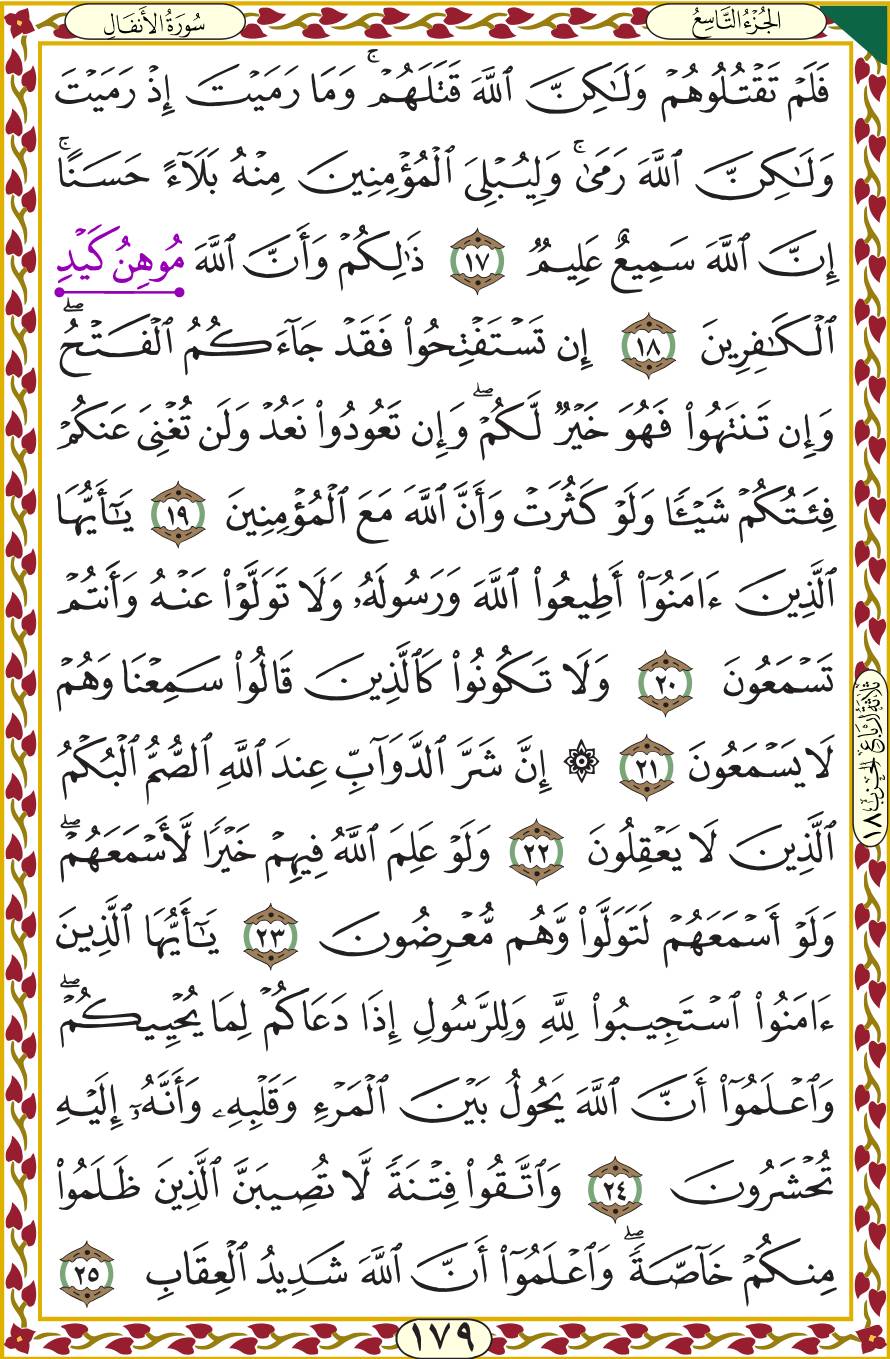 الجُزْءُ التَّاسِعُ
سُورَةُ الأَنفَالِ
فَلَمْ تَقْتُلُوهُمْ وَلَٰكِنَّ ٱللَّهَ قَتَلَهُمْ ۚ وَمَا رَمَيْتَ إِذْ رَمَيْتَ
وَلَٰكِنَّ ٱللَّهَ رَمَىٰ ۚ وَلِيُبْلِىَ ٱلْمُؤْمِنِينَ مِنْهُ بَلَآءً حَسَنًا ۚ
إِنَّ ٱللَّهَ سَمِيعٌ عَلِيمٌ ١٧ ذَٰلِكُمْ وَأَنَّ ٱللَّهَ مُوهِنُ كَيْدِ
ٱلْكَٰفِرِينَ ١٨ إِن تَسْتَفْتِحُوا۟ فَقَدْ جَآءَكُمُ ٱلْفَتْحُ ۖ
وَإِن تَنتَهُوا۟ فَهُوَ خَيْرٌ لَّكُمْ ۖ وَإِن تَعُودُوا۟ نَعُدْ وَلَن تُغْنِىَ عَنكُمْ
فِئَتُكُمْ شَيْـًٔا وَلَوْ كَثُرَتْ وَأَنَّ ٱللَّهَ مَعَ ٱلْمُؤْمِنِينَ ١٩ يَٰٓأَيُّهَا
ٱلَّذِينَ ءَامَنُوٓا۟ أَطِيعُوا۟ ٱللَّهَ وَرَسُولَهُۥ وَلَا تَوَلَّوْا۟ عَنْهُ وَأَنتُمْ
تَسْمَعُونَ ٢٠ وَلَا تَكُونُوا۟ كَٱلَّذِينَ قَالُوا۟ سَمِعْنَا وَهُمْ
لَا يَسْمَعُونَ ٢١ ۞ إِنَّ شَرَّ ٱلدَّوَآبِّ عِندَ ٱللَّهِ ٱلصُّمُّ ٱلْبُكْمُ
ٱلَّذِينَ لَا يَعْقِلُونَ ٢٢ وَلَوْ عَلِمَ ٱللَّهُ فِيهِمْ خَيْرًا لَّأَسْمَعَهُمْ ۖ
وَلَوْ أَسْمَعَهُمْ لَتَوَلَّوا۟ وَّهُم مُّعْرِضُونَ ٢٣ يَٰٓأَيُّهَا ٱلَّذِينَ
ءَامَنُوا۟ ٱسْتَجِيبُوا۟ لِلَّهِ وَلِلرَّسُولِ إِذَا دَعَاكُمْ لِمَا يُحْيِيكُمْ ۖ
وَٱعْلَمُوٓا۟ أَنَّ ٱللَّهَ يَحُولُ بَيْنَ ٱلْمَرْءِ وَقَلْبِهِۦ وَأَنَّهُۥٓ إِلَيْهِ
تُحْشَرُونَ ٢٤ وَٱتَّقُوا۟ فِتْنَةً لَّا تُصِيبَنَّ ٱلَّذِينَ ظَلَمُوا۟
مِنكُمْ خَآصَّةً ۖ وَٱعْلَمُوٓا۟ أَنَّ ٱللَّهَ شَدِيدُ ٱلْعِقَابِ ٢٥
ثَلَاثَةُ أَرْبَاعِ الْحِزْبِ ١٨
١٧٩